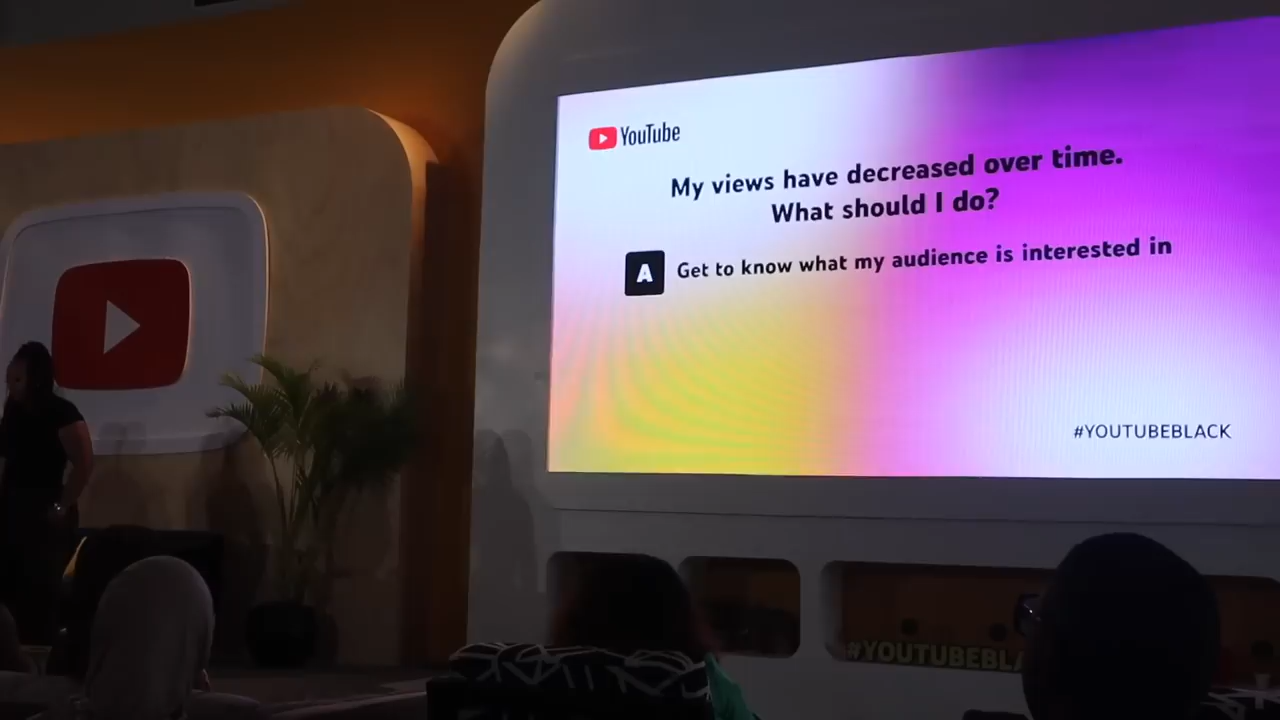 YouTube
My views have decreased over time.
What should I do?
A Get to know what my audience is interested in
#YOUTUBEBLACK
#YOUTUBEBLA